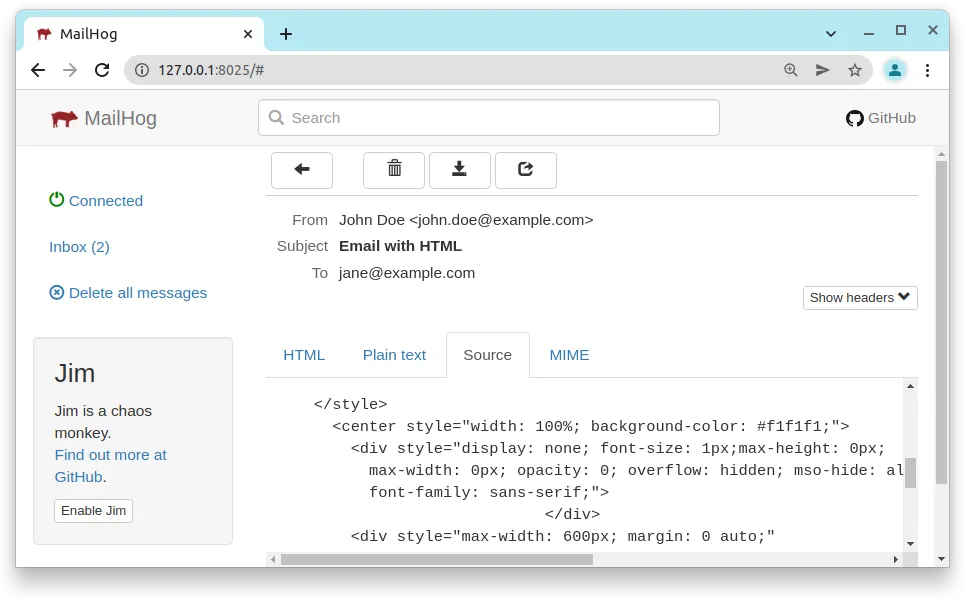 MailHog
127.0.0.1:8025/#
MailHog
Search
GitHub
Connected
Inbox (2)
Delete all messages
Jim
Jim is a chaos
monkey.
Find out more at
GitHub.
Enable Jim
From John Doe <john.doe@example.com>
Subject Email with HTML
To jane@example.com
Show headers
HTML Plain text Source MIME
</style>
<center style="width: 100%; background-color: #f1f1f1;">
<div style="display: none; font-size: 1px;max-height: 0px;
max-width: 0px; opacity: 0; overflow: hidden; mso-hide: al
font-family: sans-serif;">
</div>
<div style="max-width: 600px; margin: 0 auto;"